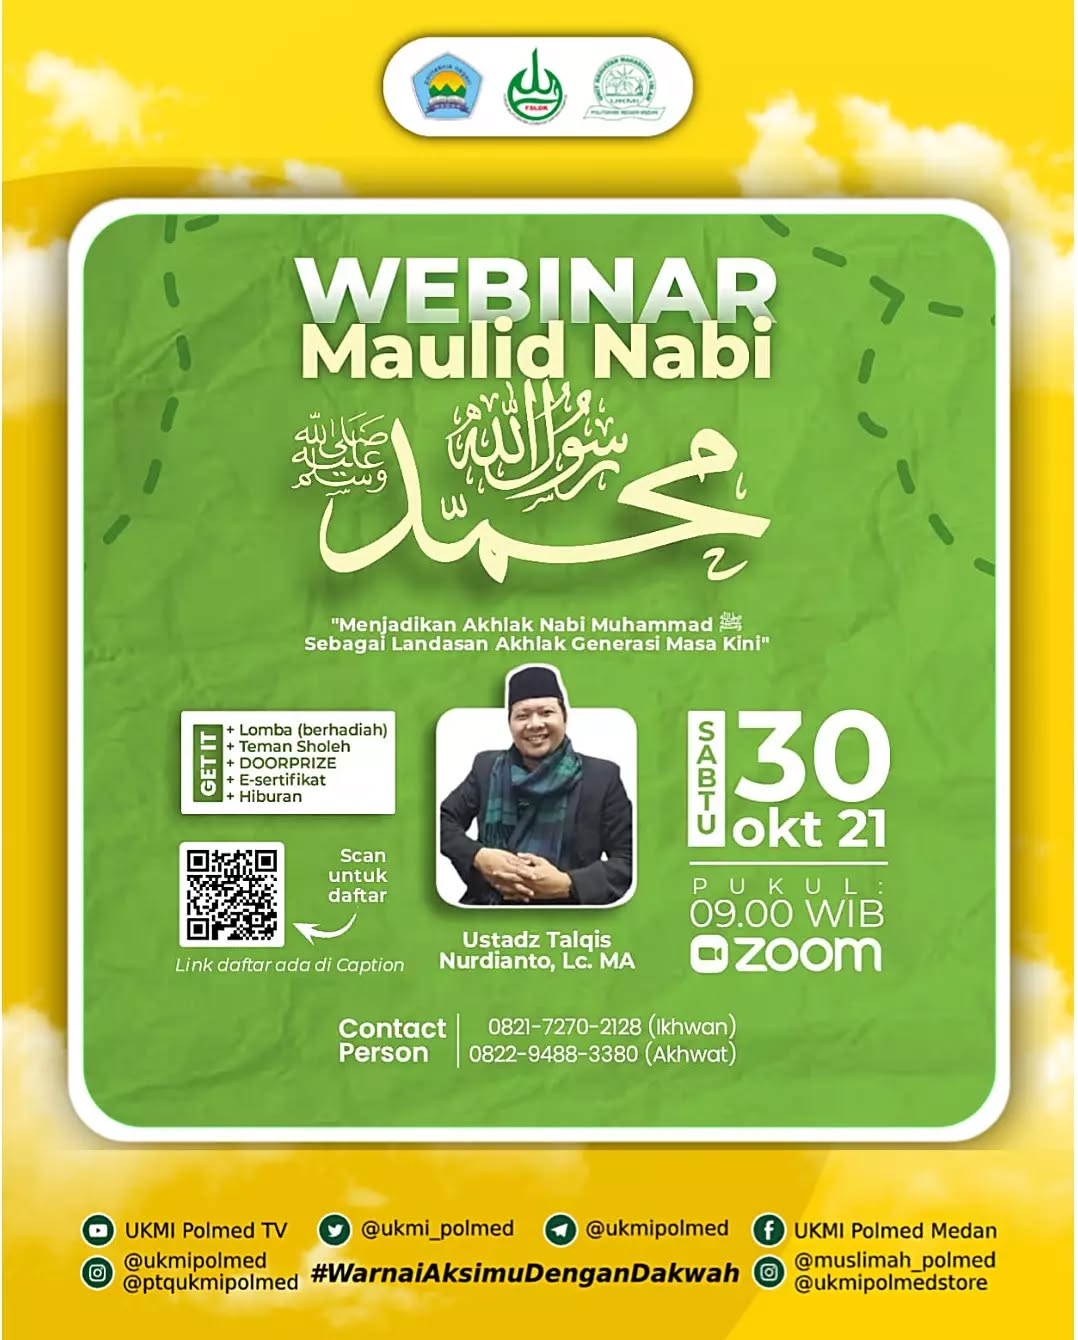 FSLDK
WEBINAR
Maulid Nabi
محمد
رسول الله
صلى الله
عليه
وسلم
"Menjadikan Akhlak Nabi Muhammad ﷺ
Sebagai Landasan Akhlak Generasi Masa Kini"
GET IT
+ Lomba (berhadiah)
+ Teman Sholeh
+ DOORPRIZE
+ E-sertifikat
+ Hiburan
Scan
untuk
daftar
Link daftar ada di Caption
Ustadz Talqis
Nurdianto, Lc. MA
SABTU
30
okt 21
PUKUL:
09.00 WIB
zoom
Contact
Person
0821-7270-2128 (Ikhwan)
0822-9488-3380 (Akhwat)
UKMI Polmed TV
@ukmi_polmed
@ukmipolmed
UKMI Polmed Medan
@ukmipolmed
@ptqukmipolmed
#WarnaiAksimuDenganDakwah
@muslimah_polmed
@ukmipolmedstore